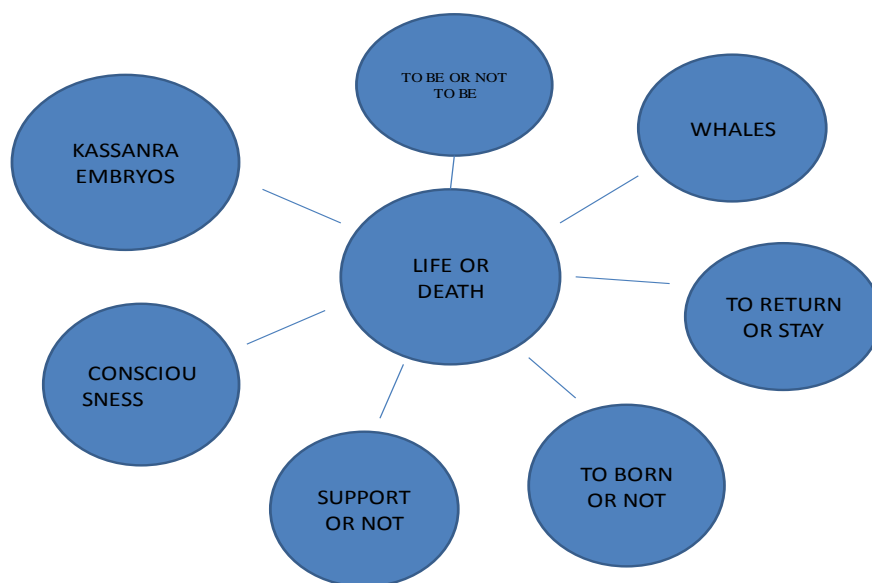 TO BE OR NOT
TO BE
WHALES
KASSANRA
EMBRYOS
LIFE OR
DEATH
TO RETURN
OR STAY
CONSCIOU
SNESS
SUPPORT
OR NOT
TO BORN
OR NOT